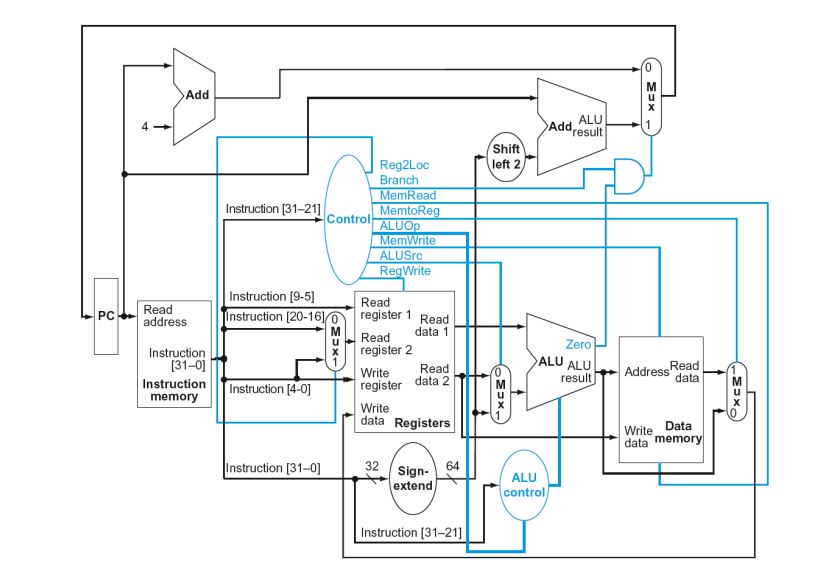 Add
4
0
Mux
1
Add
ALU
result
Shift
left 2
Reg2Loc
Branch
MemRead
MemtoReg
ALUOp
MemWrite
ALUSrc
RegWrite
Control
Instruction [31–21]
PC
Read
address
Instruction
[31–0]
Instruction
memory
Instruction [9-5]
Instruction [20-16]
Instruction [4-0]
0
Mux
1
Read
register 1
Read
register 2
Write
register
Write
data
Read
data 1
Read
data 2
Registers
0
Mux
1
Zero
ALU
ALU
result
Address
Read
data
Write
data
Data
memory
1
Mux
0
Instruction [31–0]
32
Sign-
extend
64
ALU
control
Instruction [31–21]